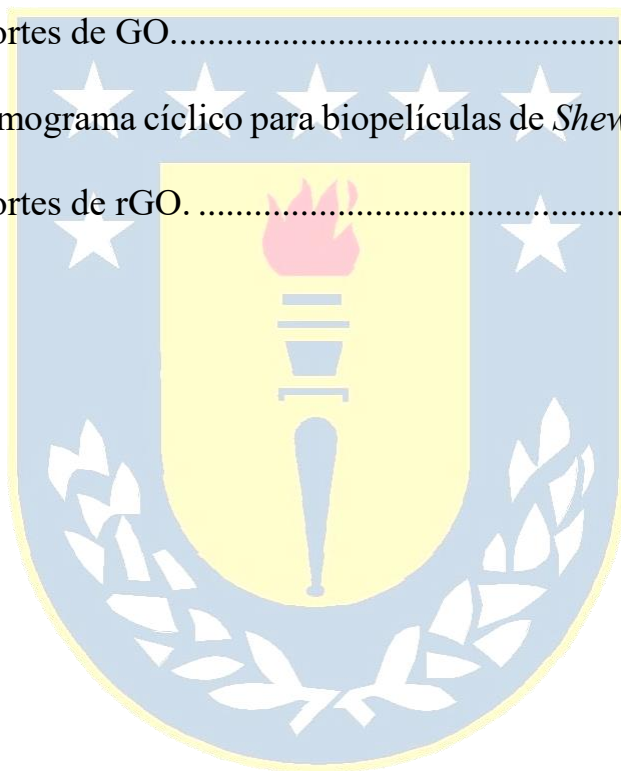 ortes de GO.................................................
mograma cíclico para biopelículas de Shew
ortes de rGO. ..............................................